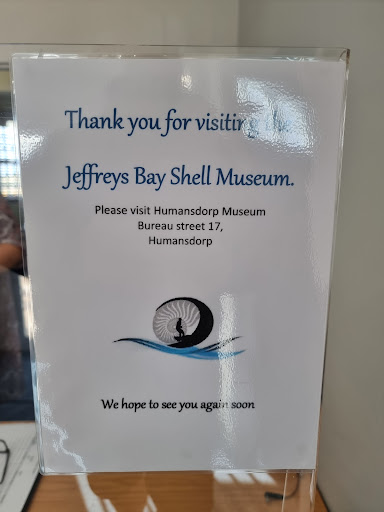 Thank you for visiting
Jeffreys Bay Shell Museum.
Please visit Humansdorp Museum
Bureau street 17,
Humansdorp
We hope to see you again soon